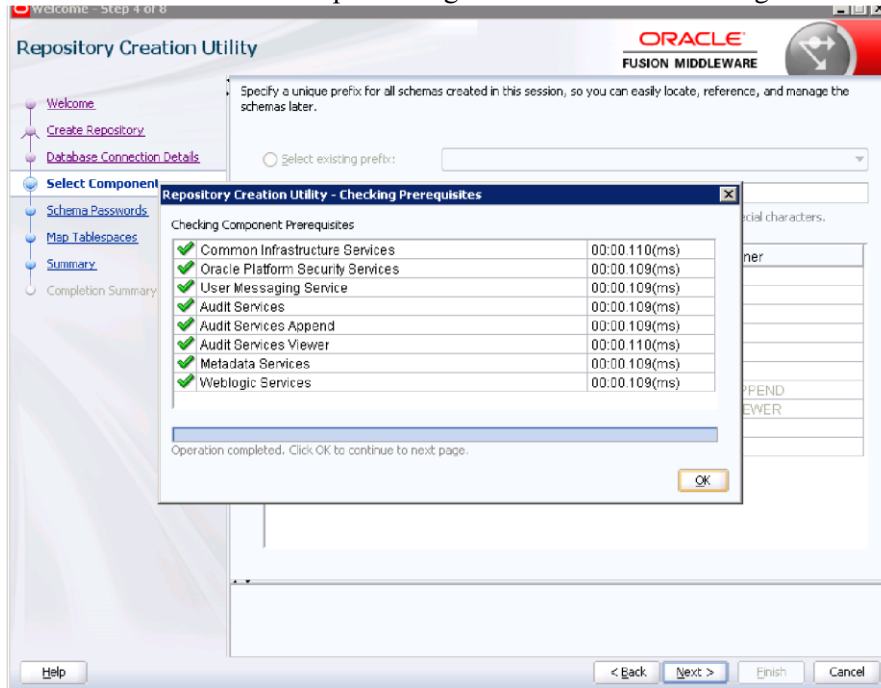 Welcome - Step 4 of 8
Repository Creation Utility
ORACLE
FUSION MIDDLEWARE
Welcome
Create Repository
Database Connection Details
Select Component
Schema Passwords
Map Tablespaces
Summary
Completion Summary
Specify a unique prefix for all schemas created in this session, so you can easily locate, reference, and manage the
schemas later.
Select existing prefix:
ecial characters.
ner
PPEND
EWER
Repository Creation Utility - Checking Prerequisites
Checking Component Prerequisites
Common Infrastructure Services 00:00.110(ms)
Oracle Platform Security Services 00:00.109(ms)
User Messaging Service 00:00.109(ms)
Audit Services 00:00.109(ms)
Audit Services Append 00:00.109(ms)
Audit Services Viewer 00:00.110(ms)
Metadata Services 00:00.109(ms)
Weblogic Services 00:00.109(ms)
Operation completed. Click OK to continue to next page.
OK
Help
< Back
Next >
Finish
Cancel